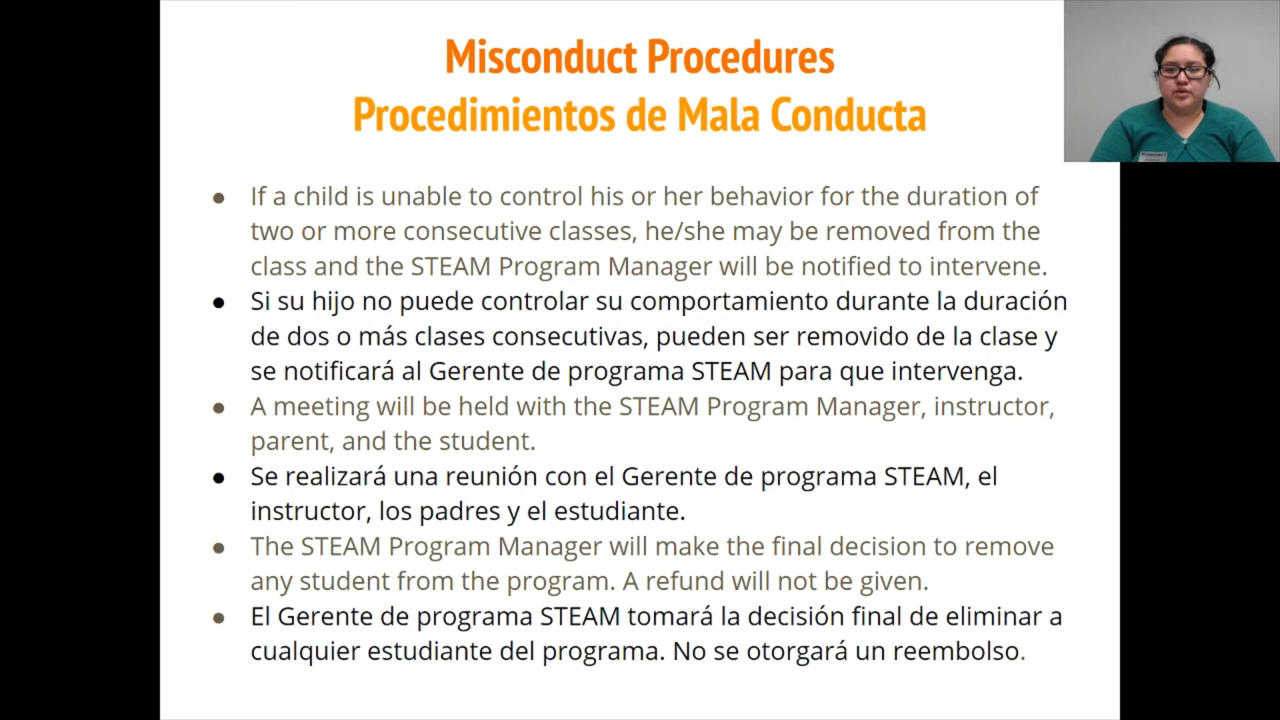 Misconduct Procedures
Procedimientos de Mala Conducta
● If a child is unable to control his or her behavior for the duration of
two or more consecutive classes, he/she may be removed from the
class and the STEAM Program Manager will be notified to intervene.
● Si su hijo no puede controlar su comportamiento durante la duración
de dos o más clases consecutivas, pueden ser removido de la clase y
se notificará al Gerente de programa STEAM para que intervenga.
● A meeting will be held with the STEAM Program Manager, instructor,
parent, and the student.
● Se realizará una reunión con el Gerente de programa STEAM, el
instructor, los padres y el estudiante.
● The STEAM Program Manager will make the final decision to remove
any student from the program. A refund will not be given.
● El Gerente de programa STEAM tomará la decisión final de eliminar a
cualquier estudiante del programa. No se otorgará un reembolso.